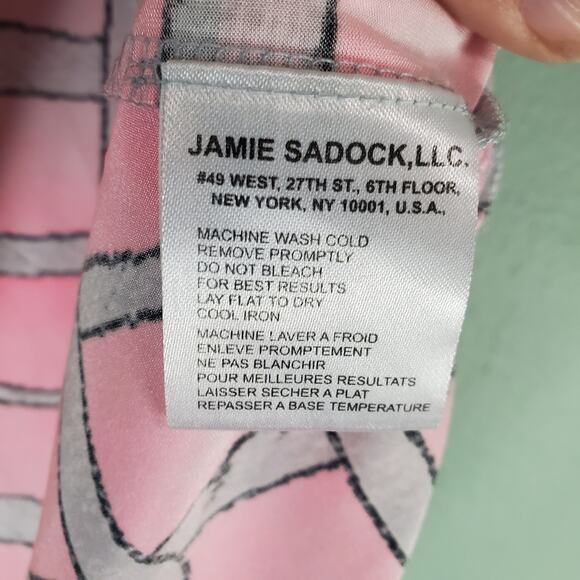 JAMIE SADOCK,LLC.
#49 WEST, 27TH ST., 6TH FLOOR,
NEW YORK, NY 10001, U.S.A.,
MACHINE WASH COLD
REMOVE PROMPTLY
DO NOT BLEACH
FOR BEST RESULTS
LAY FLAT TO DRY
COOL IRON
MACHINE LAVER A FROID
ENLEVE PROMPTEMENT
NE PAS BLANCHIR
POUR MEILLEURES RESULTATS
LAISSER SECHER A PLAT
REPASSER A BASE TEMPERATURE